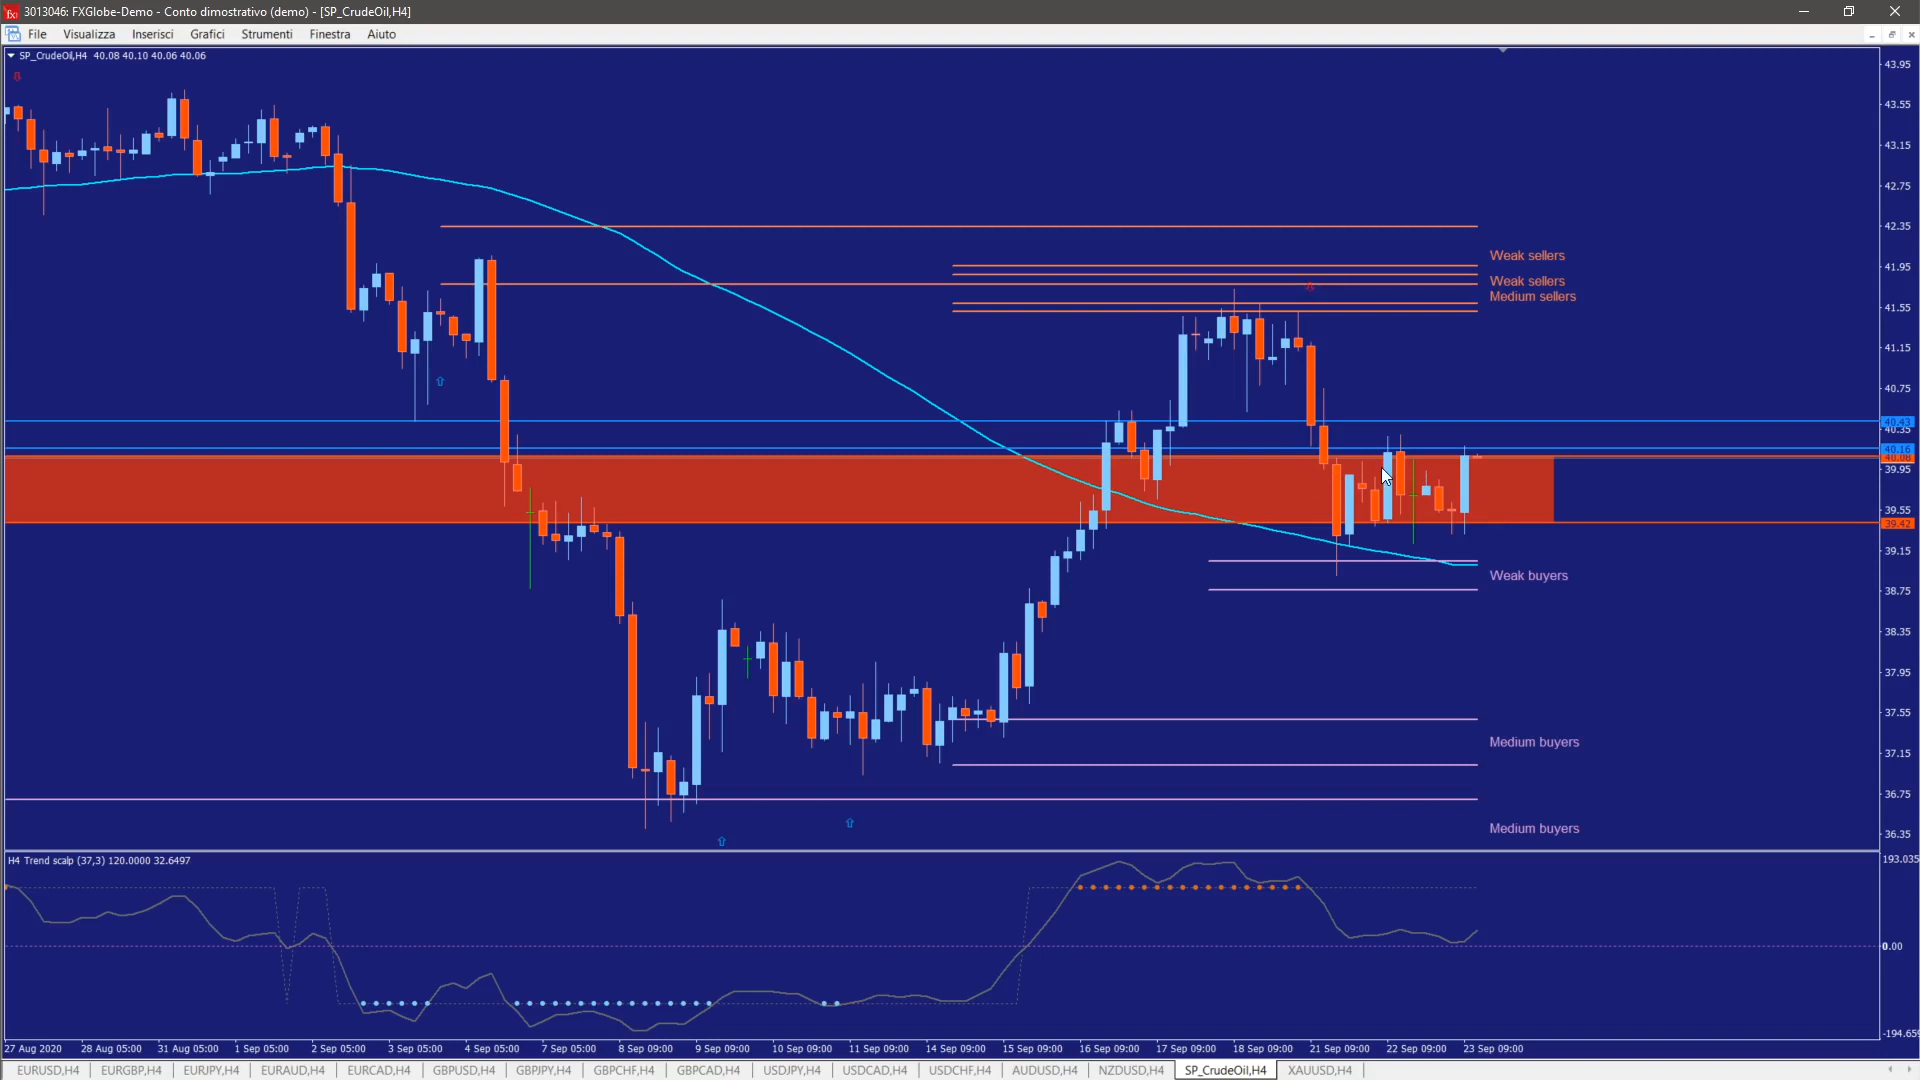 3013046: FXGlobe-Demo - Conto dimostrativo (demo) - [SP_CrudeOil,H4]
File Visualizza Inserisci Grafici Strumenti Finestra Aiuto
SP_CrudeOil,H4 40.08 40.10 40.06 40.06
43.95
43.55
43.15
42.75
42.35
Weak sellers
41.95
Weak sellers
Medium sellers
41.55
41.15
40.75
40.43
40.35
40.16
40.08
39.95
39.55
39.42
39.15
Weak buyers
38.75
38.35
37.95
37.55
Medium buyers
37.15
36.75
Medium buyers
36.35
H4 Trend scalp (37,3) 120.0000 32.6497
193.035
0.00
-194.659
27 Aug 2020 28 Aug 05:00 31 Aug 05:00 1 Sep 05:00 2 Sep 05:00 3 Sep 05:00 4 Sep 05:00 7 Sep 05:00 8 Sep 09:00 9 Sep 09:00 10 Sep 09:00 11 Sep 09:00 14 Sep 09:00 15 Sep 09:00 16 Sep 09:00 17 Sep 09:00 18 Sep 09:00 21 Sep 09:00 22 Sep 09:00 23 Sep 09:00
EURUSD,H4 EURGBP,H4 EURJPY,H4 EURAUD,H4 EURCAD,H4 GBPUSD,H4 GBPJPY,H4 GBPCHF,H4 GBPCAD,H4 USDJPY,H4 USDCAD,H4 USDCHF,H4 AUDUSD,H4 NZDUSD,H4 SP_CrudeOil,H4 XAUUSD,H4